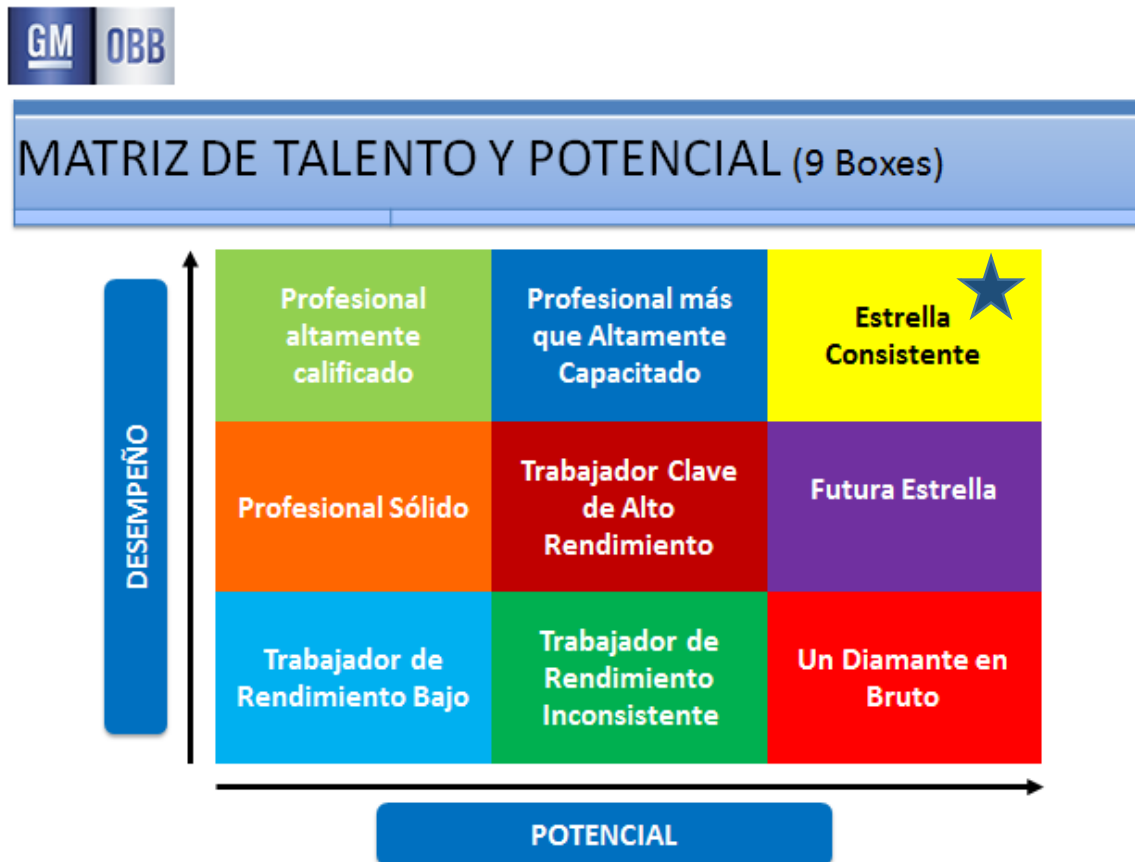 GM OBB
MATRIZ DE TALENTO Y POTENCIAL (9 Boxes)
DESEMPEÑO
Profesional
altamente
calificado
Profesional más
que Altamente
Capacitado
Estrella
Consistente
Profesional Sólido
Trabajador Clave
de Alto
Rendimiento
Futura Estrella
Trabajador de
Rendimiento Bajo
Trabajador de
Rendimiento
Inconsistente
Un Diamante en
Bruto
POTENCIAL